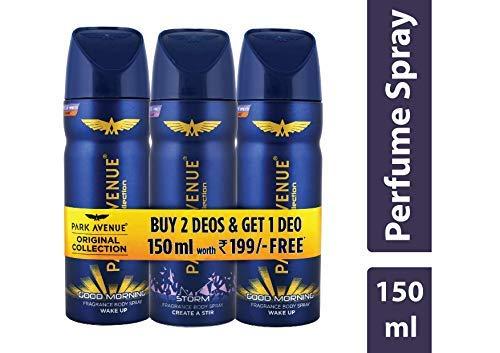 PARK AVENUE®
ORIGINAL
COLLECTION
BUY 2 DEOS & GET 1 DEO
150 ml worth ₹ 199/-FREE*
AVENUE®
GOOD MORNING
FRAGRANCE BODY SPRAY
WAKE UP
STORM
FRAGRANCE BODY SPRAY
CREATE A STIR
GOOD MORNING
FRAGRANCE BODY SPRAY
WAKE UP
Perfume Spray
150
ml